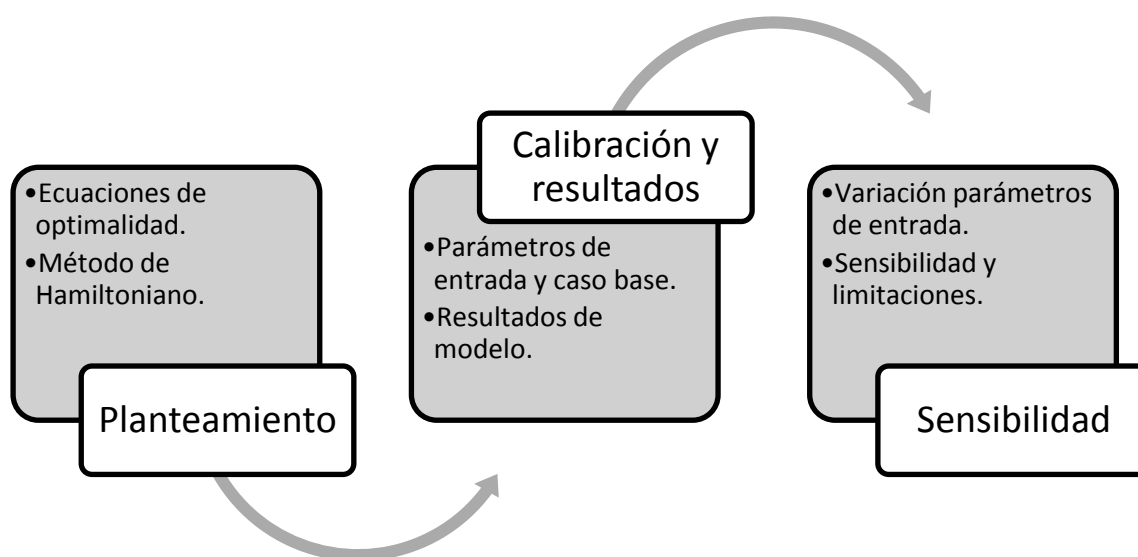 •Ecuaciones de
optimalidad.
•Método de
Hamiltoniano.
Planteamiento
Calibración y
resultados
•Parámetros de
entrada y caso base.
•Resultados de
modelo.
•Variación parámetros
de entrada.
•Sensibilidad y
limitaciones.
Sensibilidad